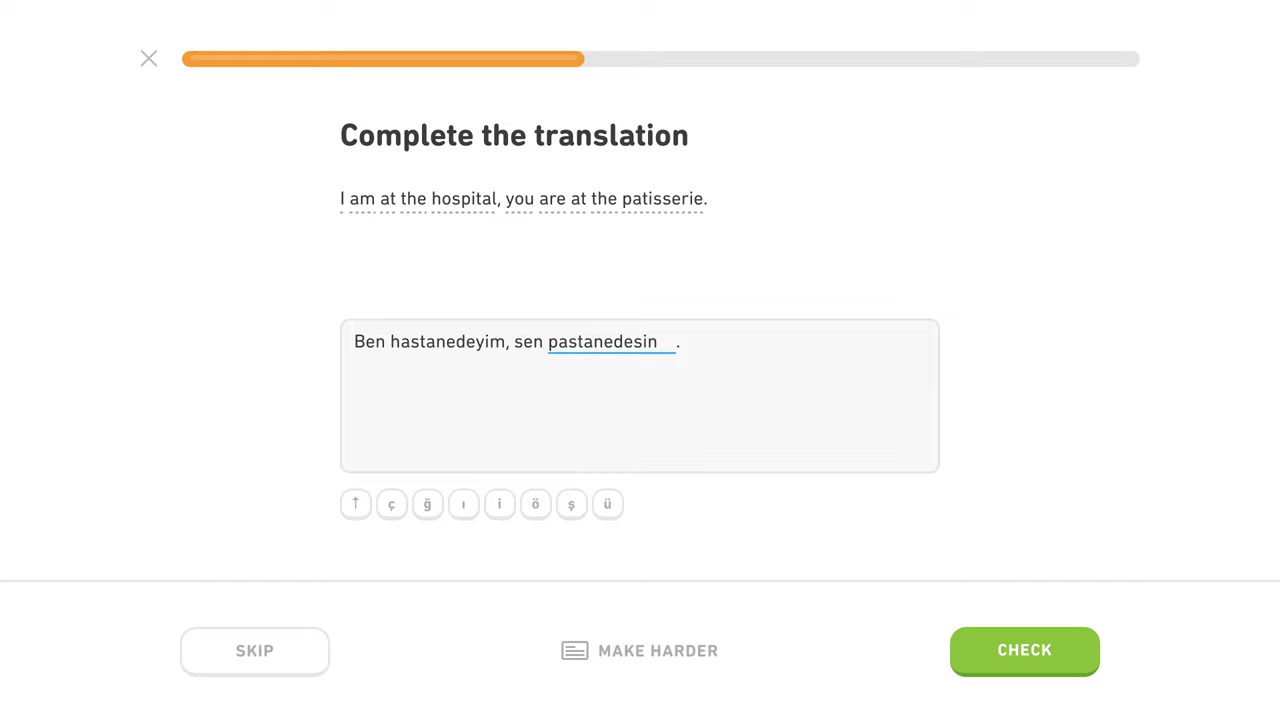 Complete the translation
I am at the hospital, you are at the patisserie.
Ben hastanedeyim, sen pastanedesin .
↑ ç ğ ı i ö ş ü
SKIP
MAKE HARDER
CHECK